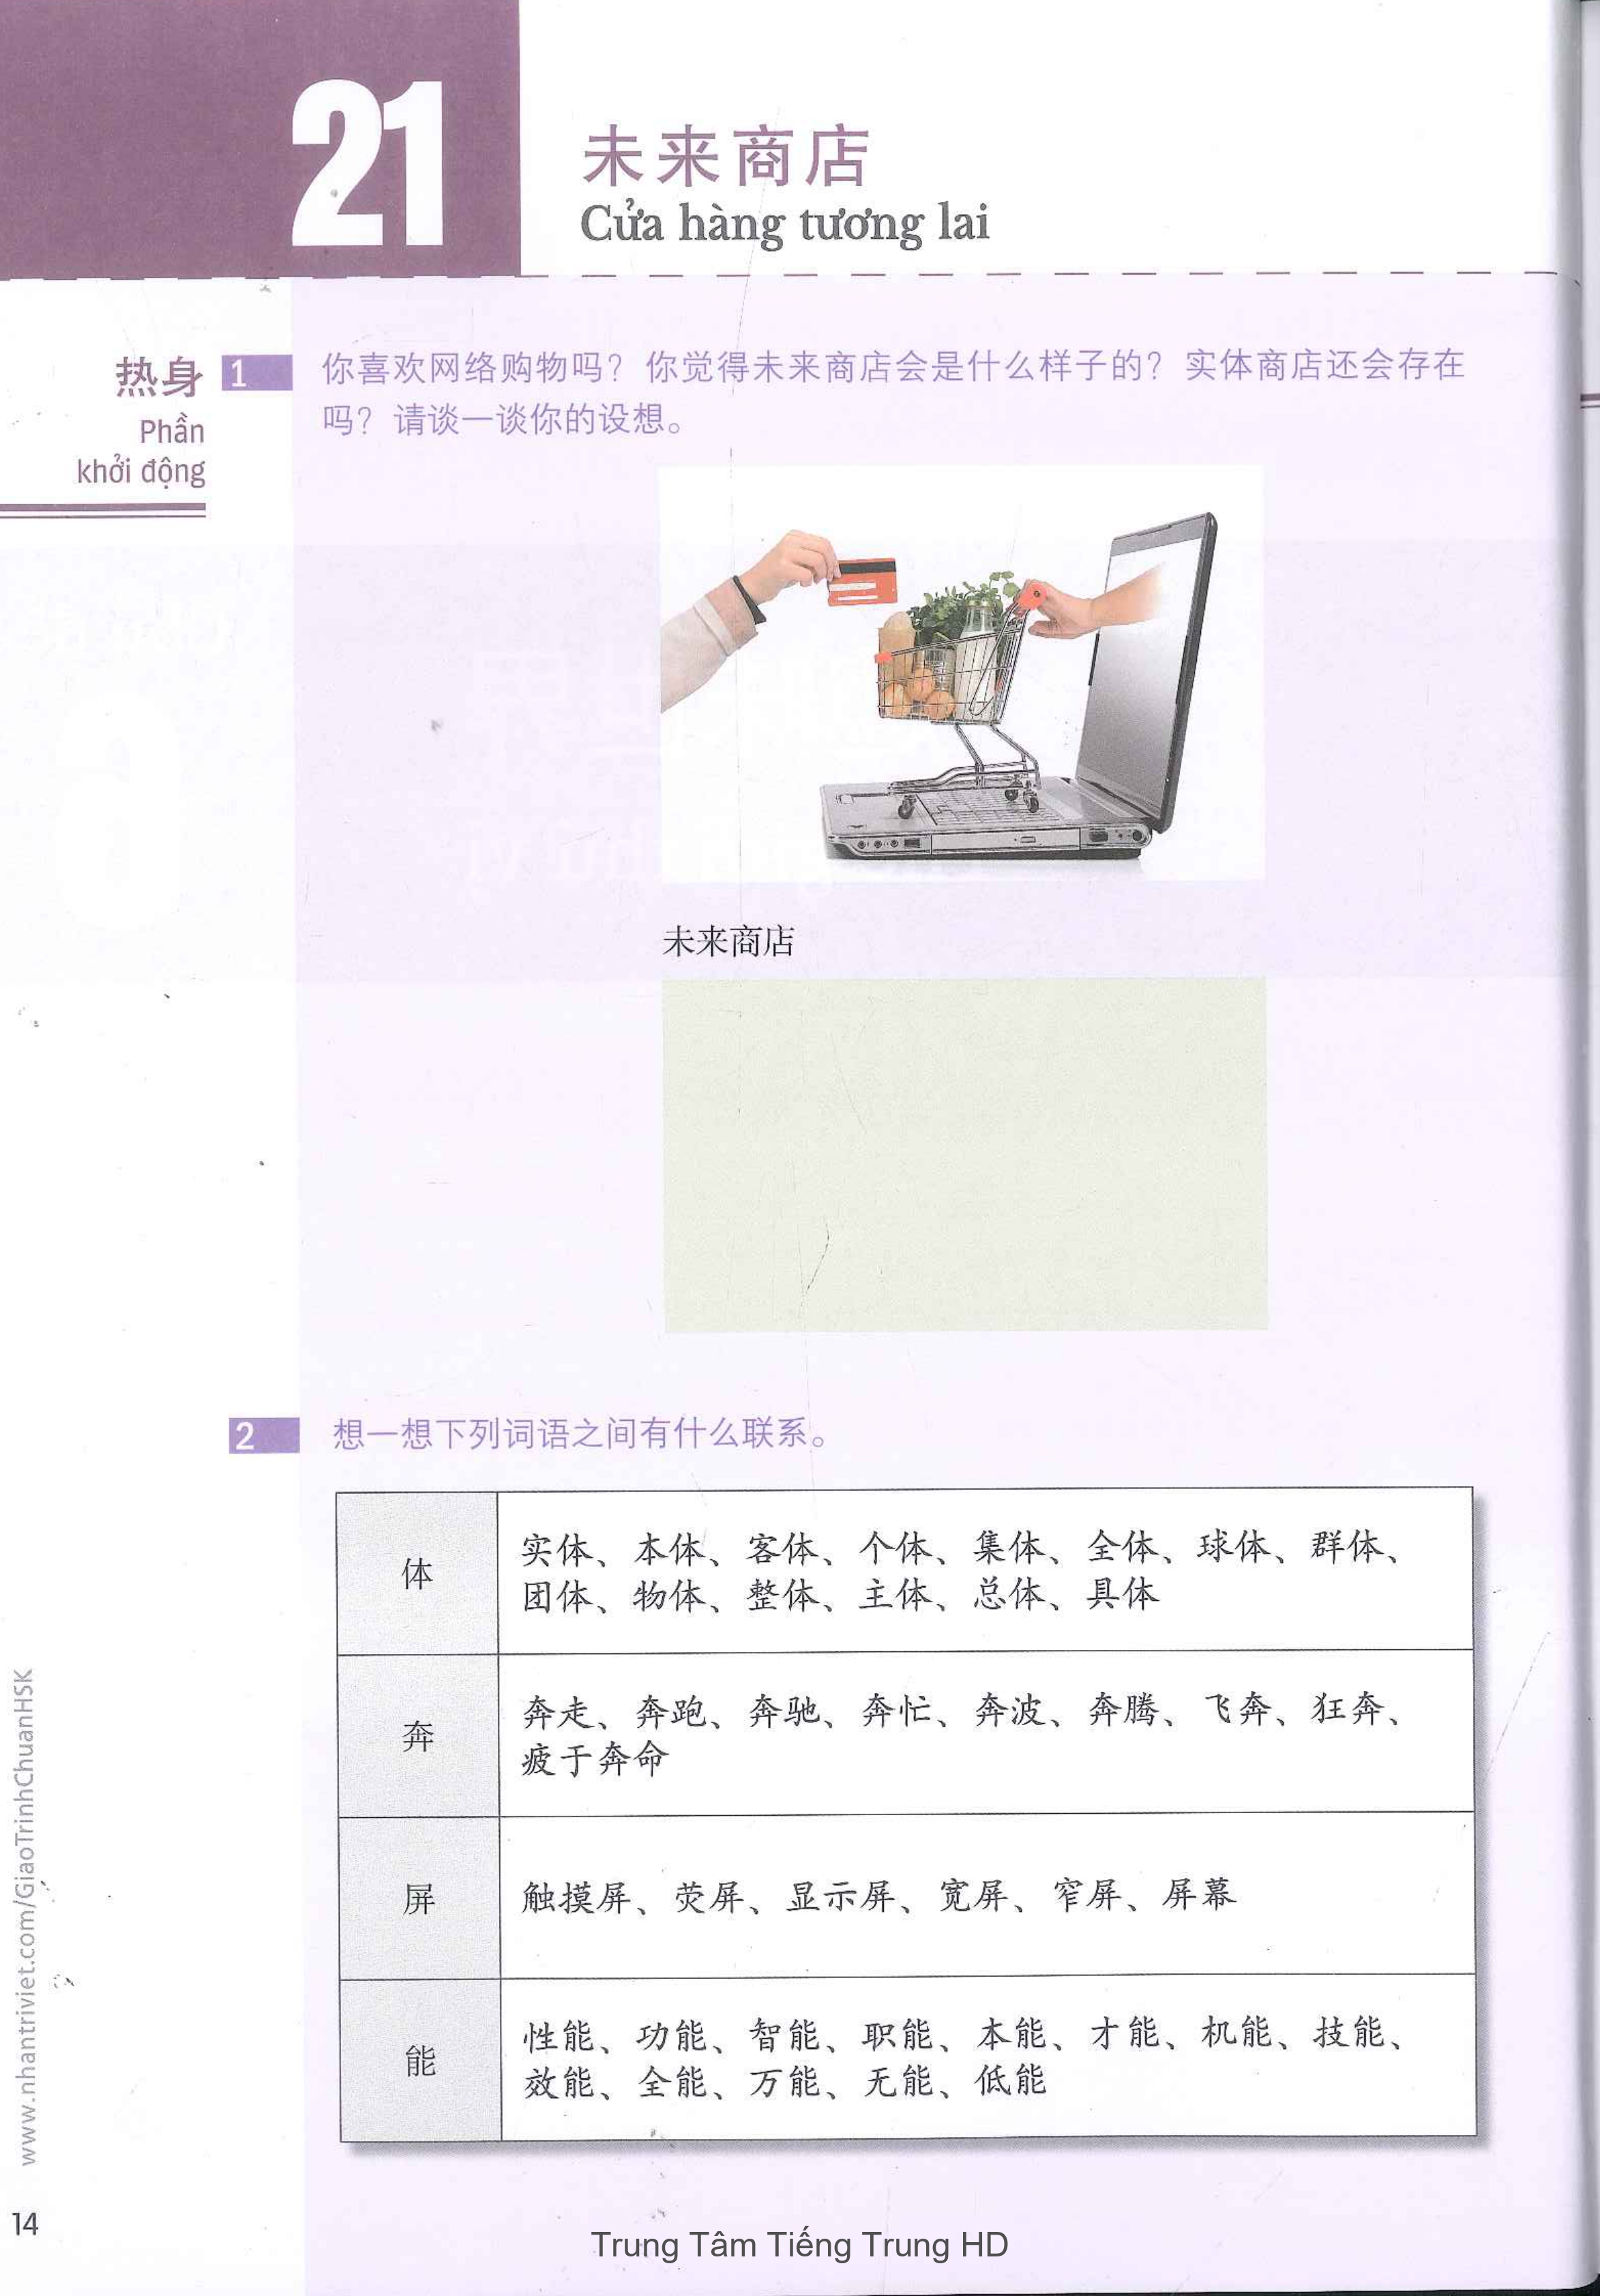 21
未来商店
Cửa hàng tương lai
热身
Phần
khởi động
1
你喜欢网络购物吗？你觉得未来商店会是什么样子的？实体商店还会存在
吗？请谈一谈你的设想。
未来商店
2
想一想下列词语之间有什么联系。
体
实体、本体、客体、个体、集体、全体、球体、群体、
团体、物体、整体、主体、总体、具体
奔
奔走、奔跑、奔驰、奔忙、奔波、奔腾、飞奔、狂奔、
疲于奔命
屏
触摸屏、荧屏、显示屏、宽屏、窄屏、屏幕
能
性能、功能、智能、职能、本能、才能、机能、技能、
效能、全能、万能、无能、低能
www.nhantriviet.com/GiaoTrinhChuanHSK
14
Trung Tâm Tiếng Trung HD